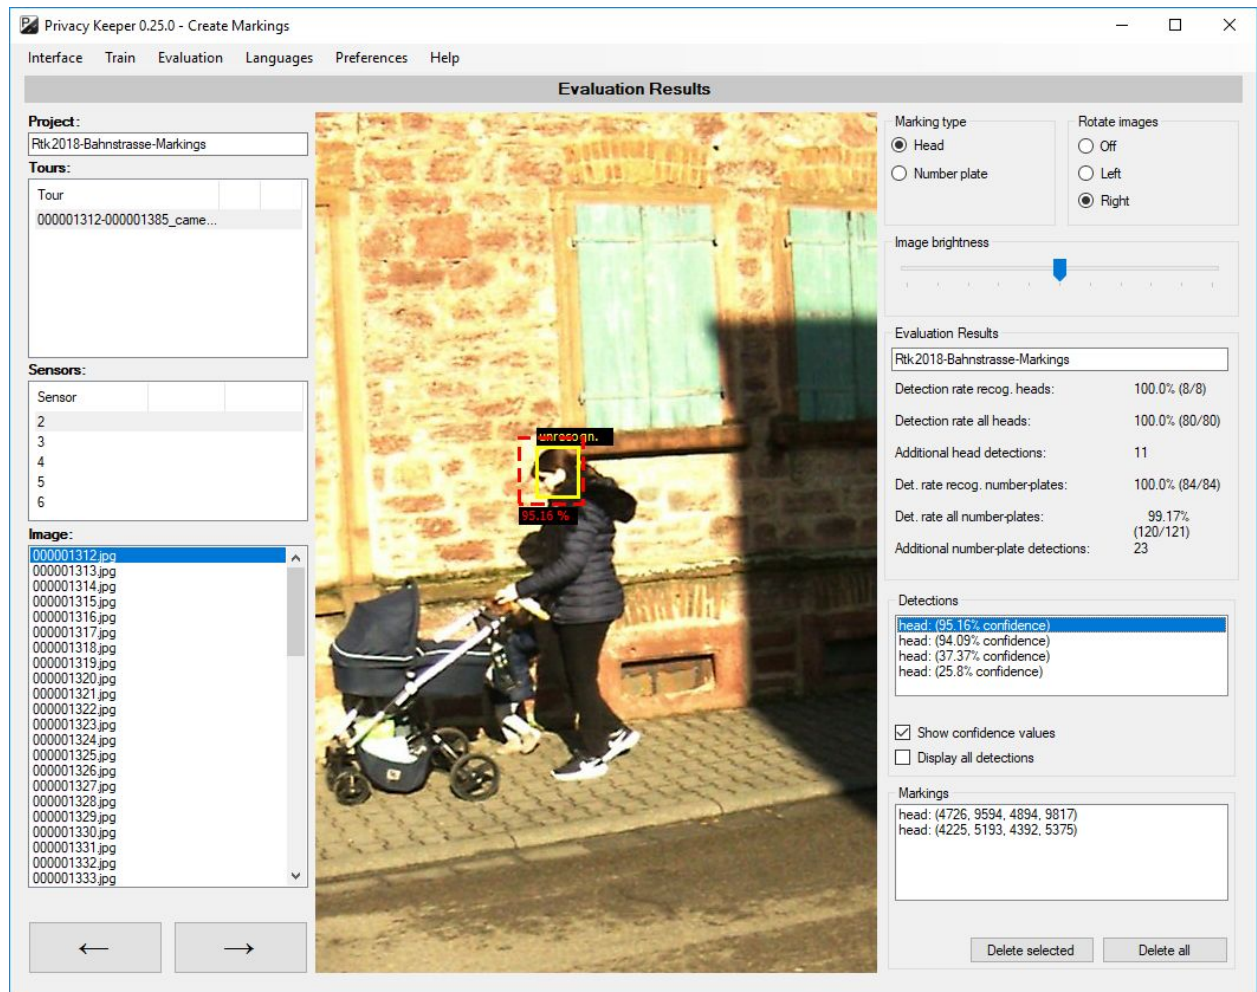 Privacy Keeper 0.25.0 - Create Markings
Interface Train Evaluation Languages Preferences Help
Evaluation Results
Project:
Rtk2018-Bahnstrasse-Markings
Tours:
Tour
000001312-000001385_came...
Sensors:
Sensor
2
3
4
5
6
Image:
000001312.jpg
000001313.jpg
000001314.jpg
000001315.jpg
000001316.jpg
000001317.jpg
000001318.jpg
000001319.jpg
000001320.jpg
000001321.jpg
000001322.jpg
000001323.jpg
000001324.jpg
000001325.jpg
000001326.jpg
000001327.jpg
000001328.jpg
000001329.jpg
000001330.jpg
000001331.jpg
000001332.jpg
000001333.jpg
← →
unrecogn.
95.16 %
Marking type
Head
Number plate
Rotate images
Off
Left
Right
Image brightness
Evaluation Results
Rtk2018-Bahnstrasse-Markings
Detection rate recog. heads: 100.0% (8/8)
Detection rate all heads: 100.0% (80/80)
Additional head detections: 11
Det. rate recog. number-plates: 100.0% (84/84)
Det. rate all number-plates: 99.17%
(120/121)
Additional number-plate detections: 23
Detections
head: (95.16% confidence)
head: (94.09% confidence)
head: (37.37% confidence)
head: (25.8% confidence)
Show confidence values
Display all detections
Markings
head: (4726, 9594, 4894, 9817)
head: (4225, 5193, 4392, 5375)
Delete selected Delete all